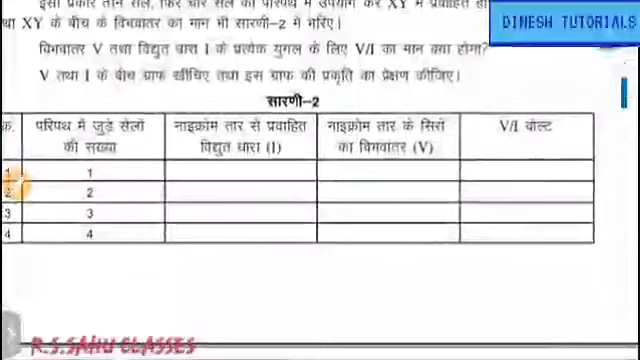 इसी प्रकार तीन सेल, फिर चार सेल को परिपथ में उपयोग कर XY में प्रवाहित
था XY के बीच के विभवांतर का मान भी सारणी-2 में भरिए।
विभवांतर V तथा विद्युत धारा I के प्रत्येक युगल के लिए V/I का मान क्या होगा?
V तथा I के बीच ग्राफ खींचिए तथा इस ग्राफ की प्रकृति का प्रेक्षण कीजिए।
DINESH TUTORIALS
सारणी-2
क्र. परिपथ में जुड़े सेलों की संख्या नाइक्रोम तार से प्रवाहित विद्युत धारा (I) नाइक्रोम तार के सिरों का विभवांतर (V) V/I वोल्ट
1 1
2 2
3 3
4 4
R.S.SAHU CLASSES